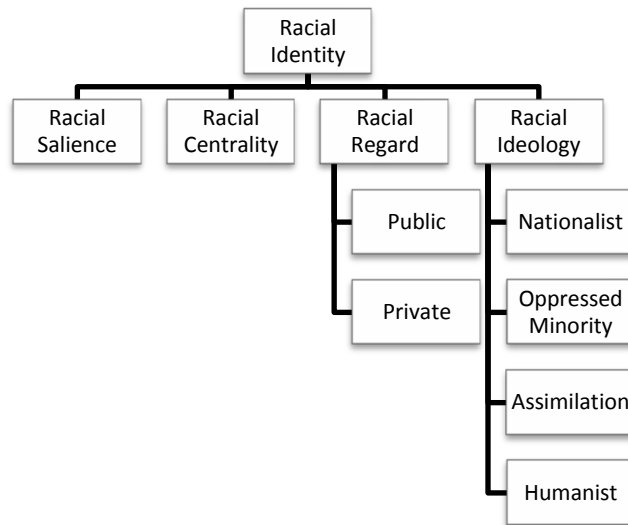 Racial
Identity
Racial
Salience
Racial
Centrality
Racial
Regard
Racial
Ideology
Public
Private
Nationalist
Oppressed
Minority
Assimilation
Humanist